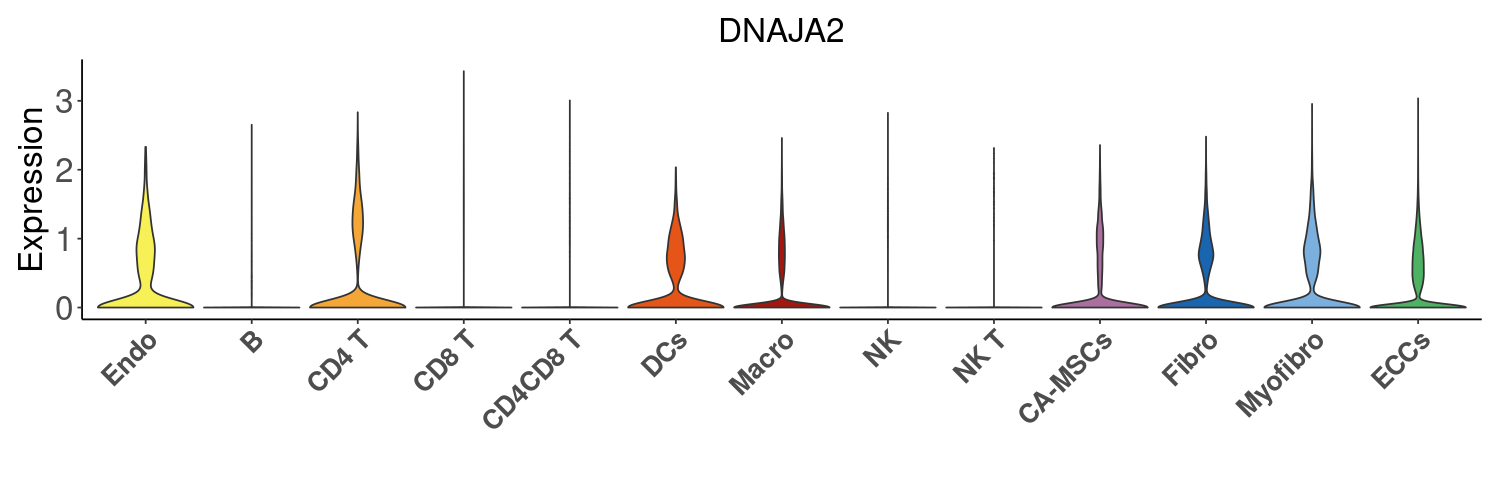 DNAJA2
Expression
3
2
1
0
Endo
B
CD4 T
CD8 T
CD4CD8 T
DCs
Macro
NK
NK T
CA-MSCs
Fibro
Myofibro
ECCs